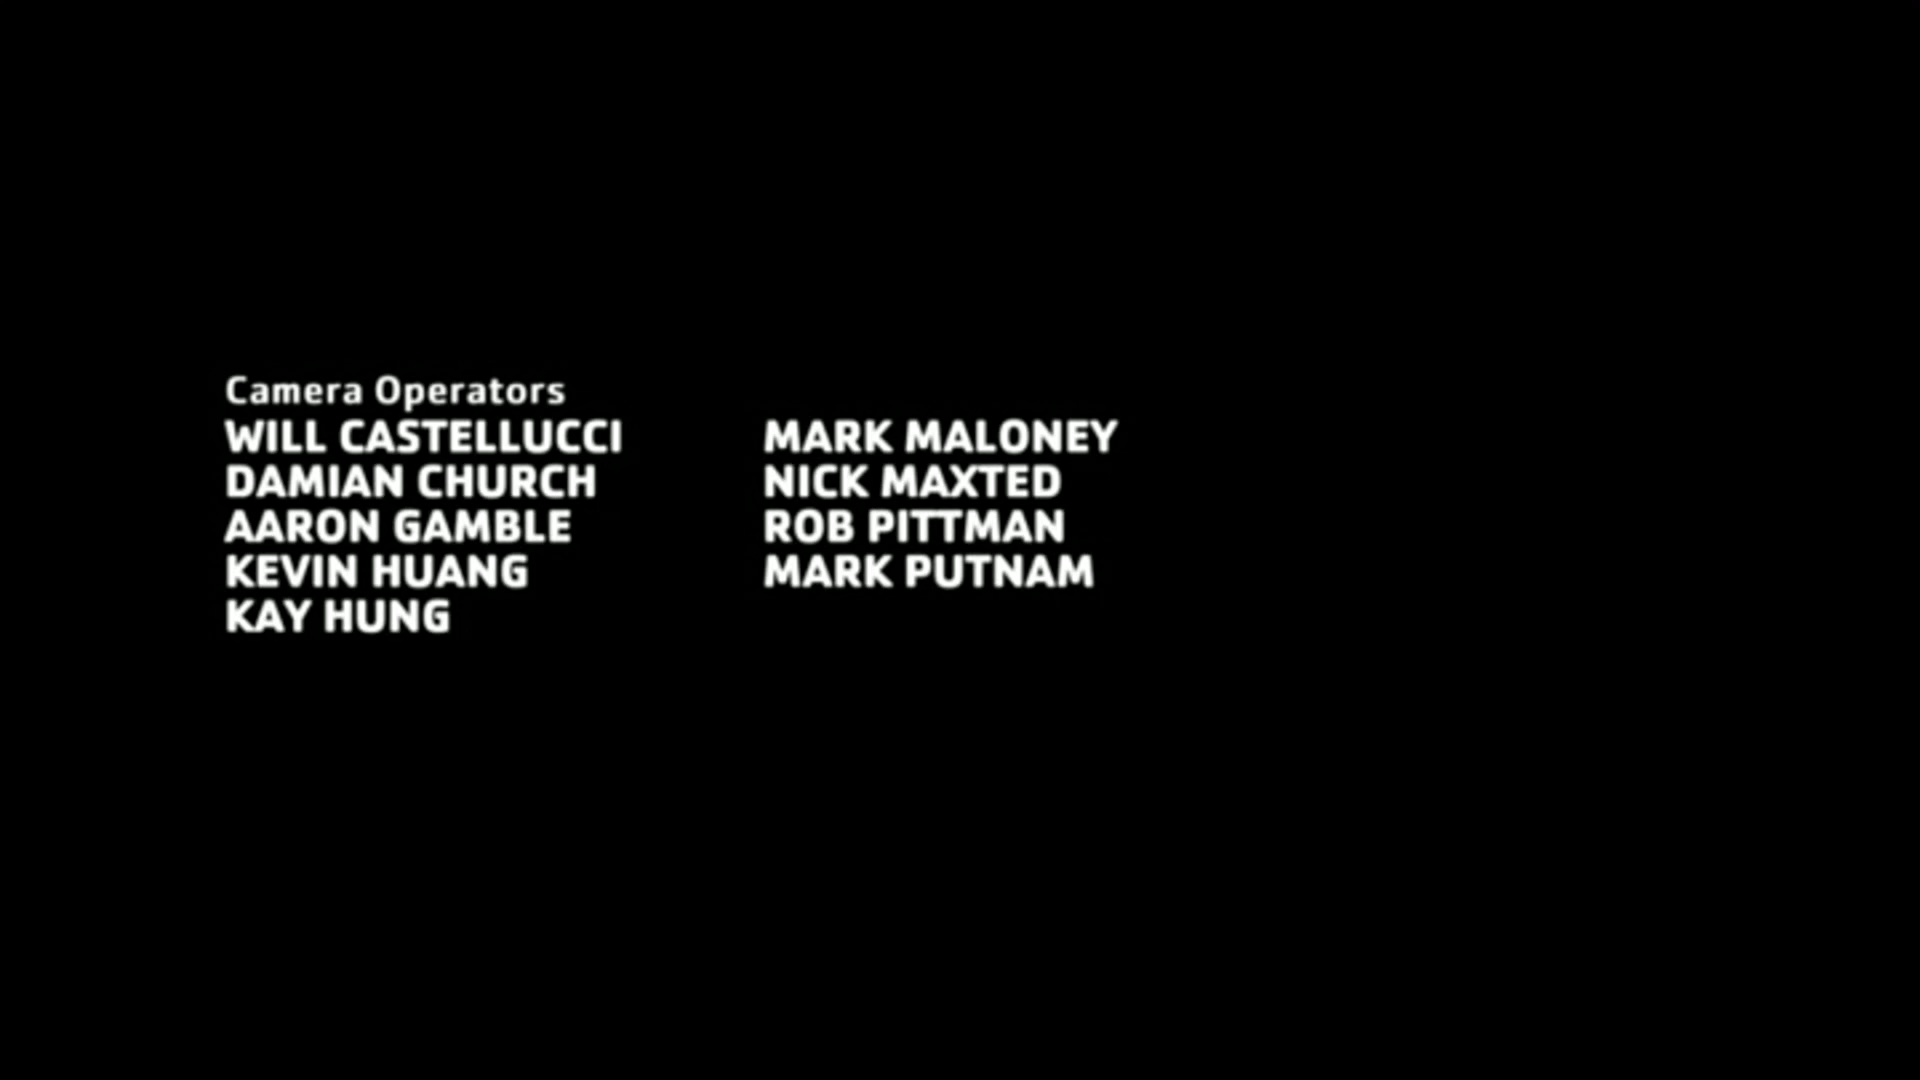 Camera Operators
WILL CASTELLUCCI
DAMIAN CHURCH
AARON GAMBLE
KEVIN HUANG
KAY HUNG
MARK MALONEY
NICK MAXTED
ROB PITTMAN
MARK PUTNAM